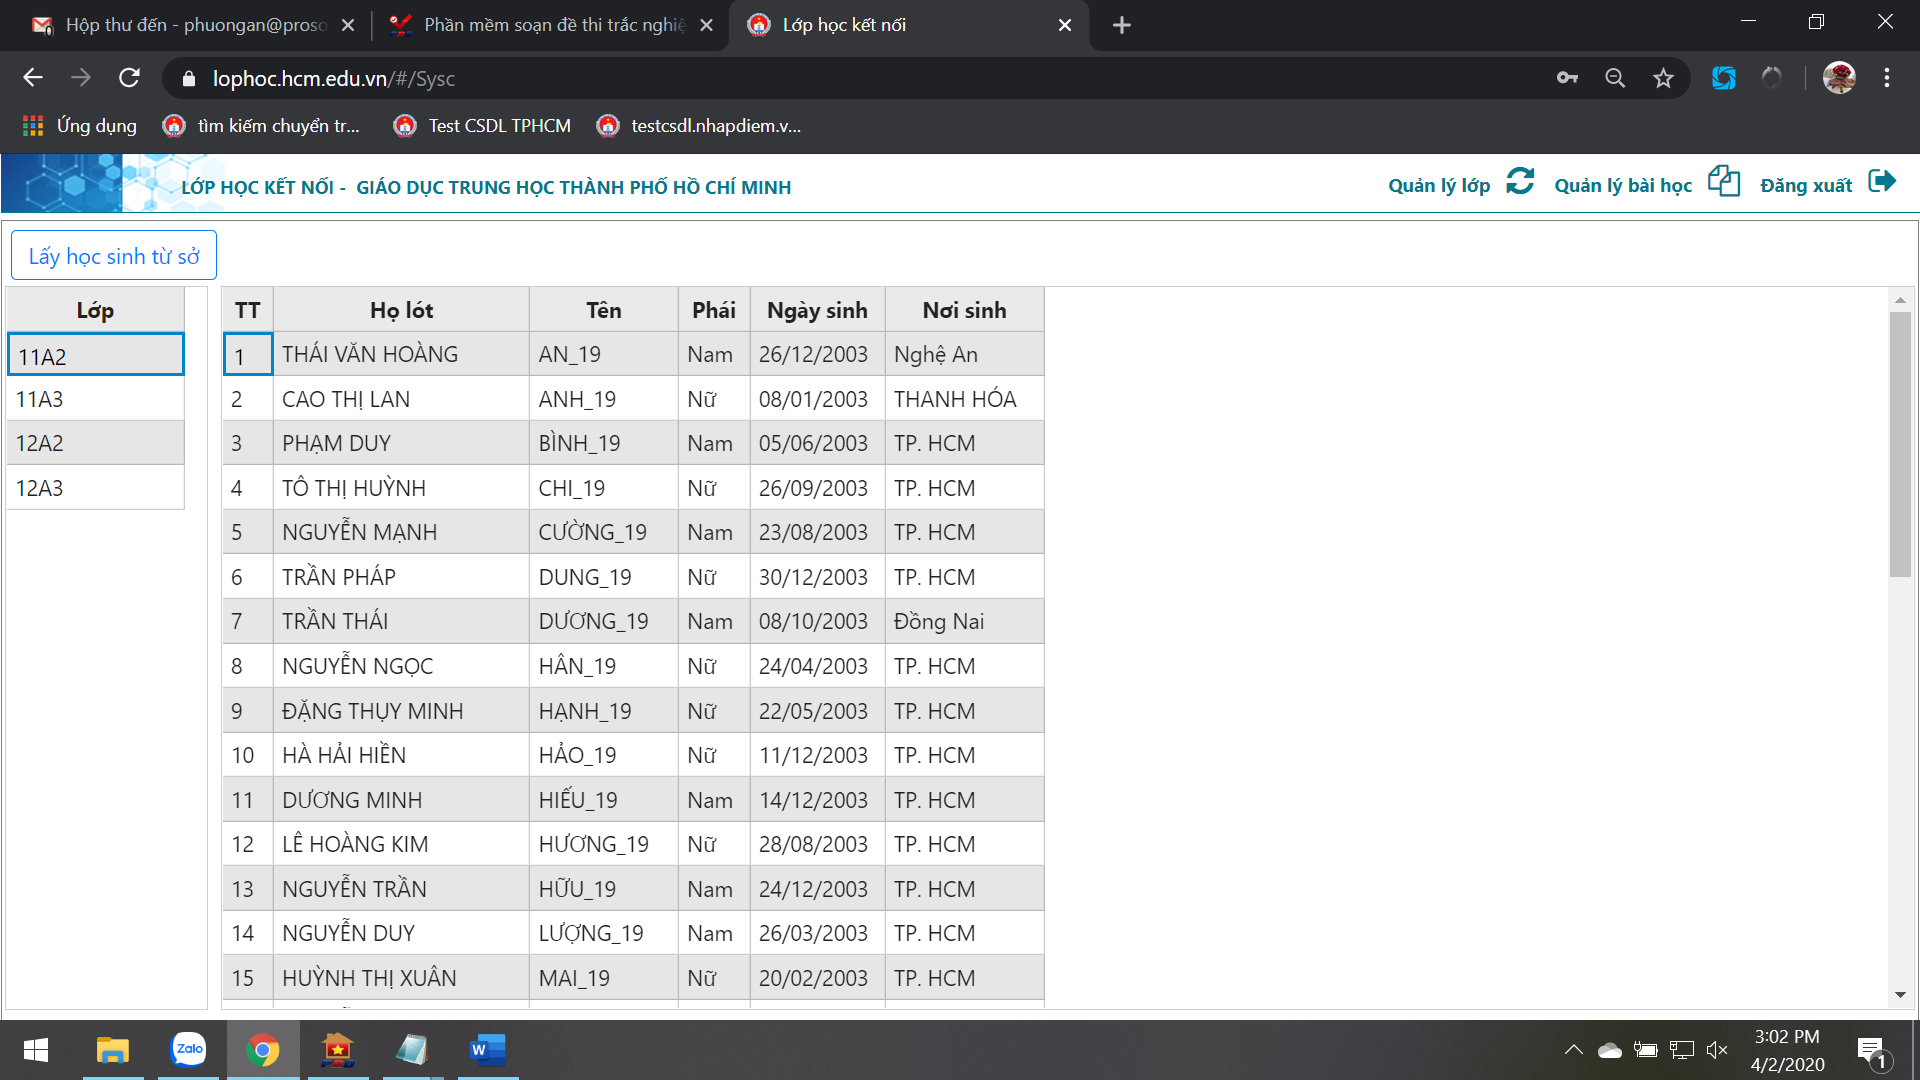 Hộp thư đến - phuongan@proso
Phần mềm soạn đề thi trắc nghiệ
Lớp học kết nối
lophoc.hcm.edu.vn/#/Sysc
Ứng dụng
tìm kiếm chuyển tr...
Test CSDL TPHCM
testcsdl.nhapdiem.v...
LỚP HỌC KẾT NỐI - GIÁO DỤC TRUNG HỌC THÀNH PHỐ HỒ CHÍ MINH
Quản lý lớp
Quản lý bài học
Đăng xuất
Lấy học sinh từ sở
Lớp
11A2
11A3
12A2
12A3
TT Họ lót Tên Phái Ngày sinh Nơi sinh
1 THÁI VĂN HOÀNG AN_19 Nam 26/12/2003 Nghệ An
2 CAO THỊ LAN ANH_19 Nữ 08/01/2003 THANH HÓA
3 PHẠM DUY BÌNH_19 Nam 05/06/2003 TP. HCM
4 TÔ THỊ HUỲNH CHI_19 Nữ 26/09/2003 TP. HCM
5 NGUYỄN MẠNH CƯỜNG_19 Nam 23/08/2003 TP. HCM
6 TRẦN PHÁP DUNG_19 Nữ 30/12/2003 TP. HCM
7 TRẦN THÁI DƯƠNG_19 Nam 08/10/2003 Đồng Nai
8 NGUYỄN NGỌC HÂN_19 Nữ 24/04/2003 TP. HCM
9 ĐẶNG THỤY MINH HẠNH_19 Nữ 22/05/2003 TP. HCM
10 HÀ HẢI HIỀN HẢO_19 Nữ 11/12/2003 TP. HCM
11 DƯƠNG MINH HIẾU_19 Nam 14/12/2003 TP. HCM
12 LÊ HOÀNG KIM HƯƠNG_19 Nữ 28/08/2003 TP. HCM
13 NGUYỄN TRẦN HỮU_19 Nam 24/12/2003 TP. HCM
14 NGUYỄN DUY LƯỢNG_19 Nam 26/03/2003 TP. HCM
15 HUỲNH THỊ XUÂN MAI_19 Nữ 20/02/2003 TP. HCM
Zalo
PRO
W
3:02 PM
4/2/2020
1